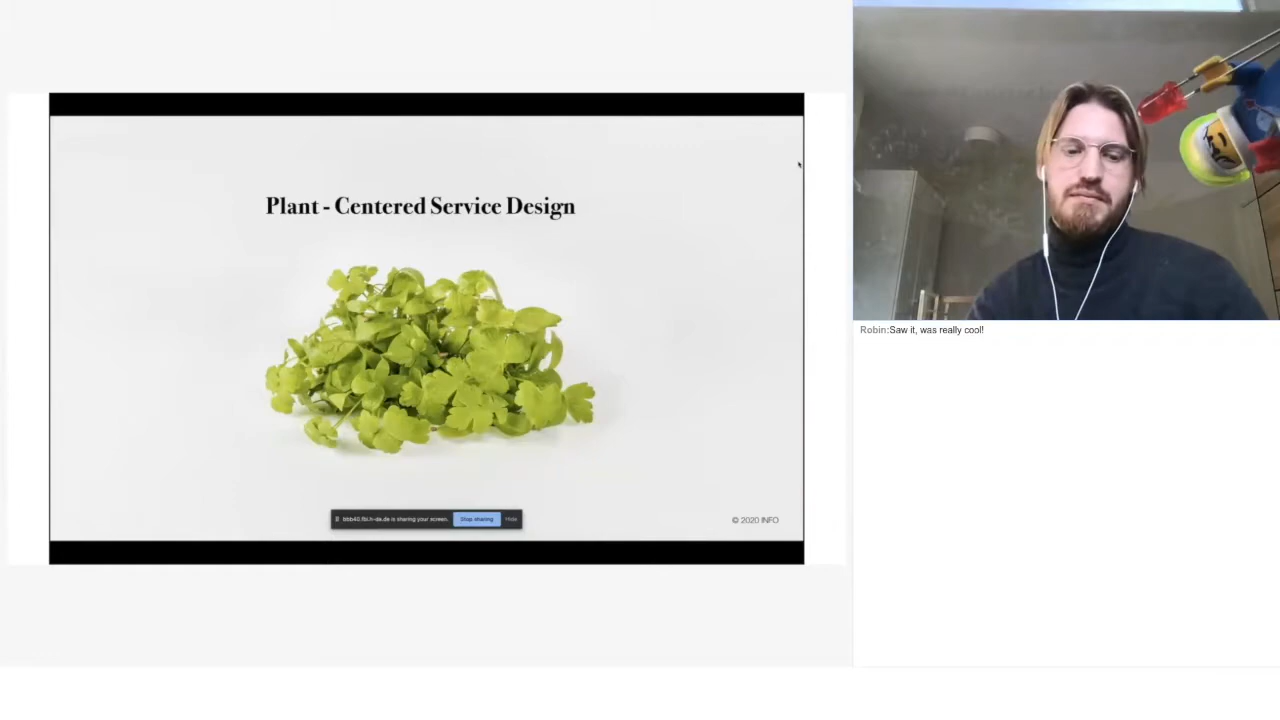 Plant - Centered Service Design
bbb40.fbi.h-da.de is sharing your screen.
Stop sharing
Hide
© 2020 INFO
Robin:Saw it, was really cool!